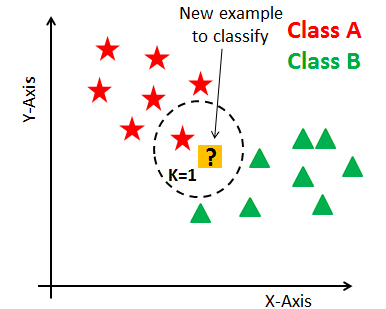 New example
to classify
Class A
Class B
Y-Axis
?
K=1
X-Axis